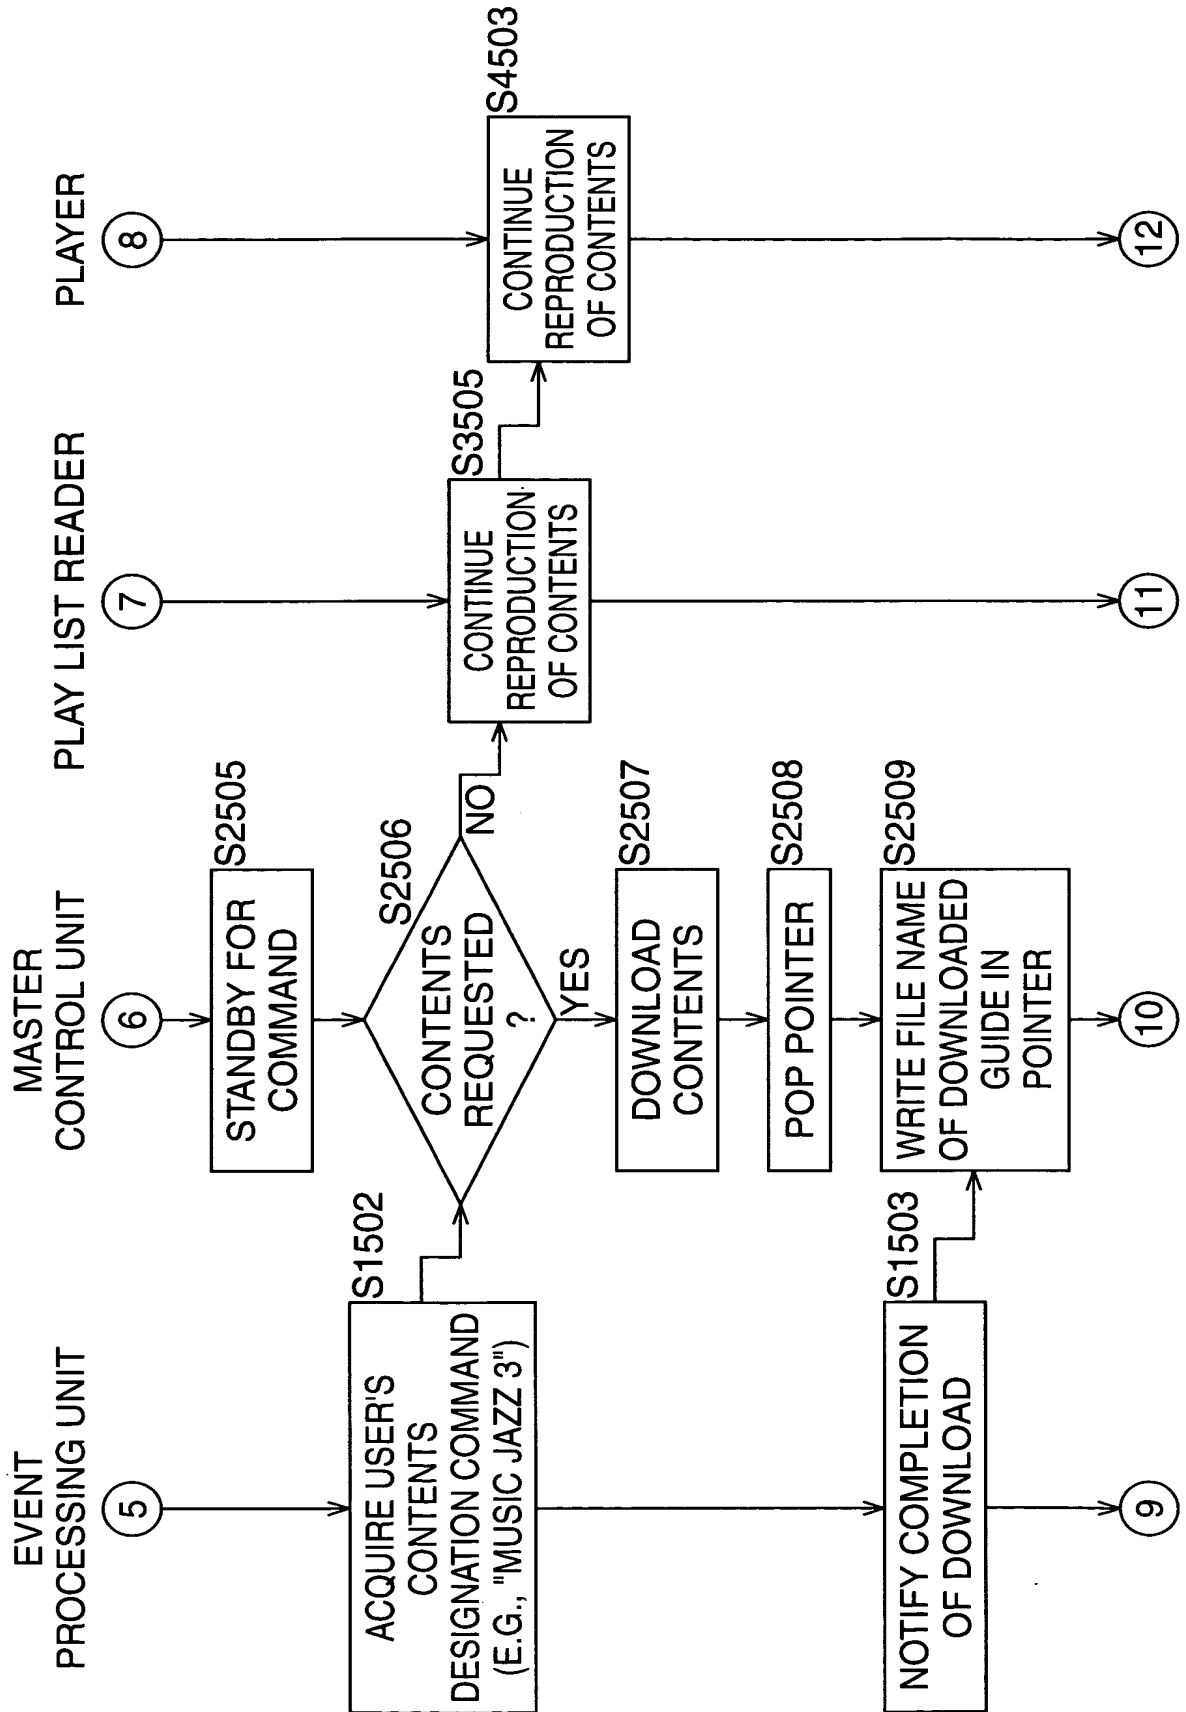 EVENT
PROCESSING UNIT
MASTER
CONTROL UNIT
PLAY LIST READER
PLAYER
5
6
7
8
S2505
STANDBY FOR
COMMAND
S1502
ACQUIRE USER'S
CONTENTS
DESIGNATION COMMAND
(E.G., "MUSIC JAZZ 3")
S2506
CONTENTS
REQUESTED
?
NO
YES
S3505
CONTINUE
REPRODUCTION
OF CONTENTS
S4503
CONTINUE
REPRODUCTION
OF CONTENTS
S2507
DOWNLOAD
CONTENTS
S2508
POP POINTER
S1503
NOTIFY COMPLETION
OF DOWNLOAD
S2509
WRITE FILE NAME
OF DOWNLOADED
GUIDE IN
POINTER
9
10
11
12